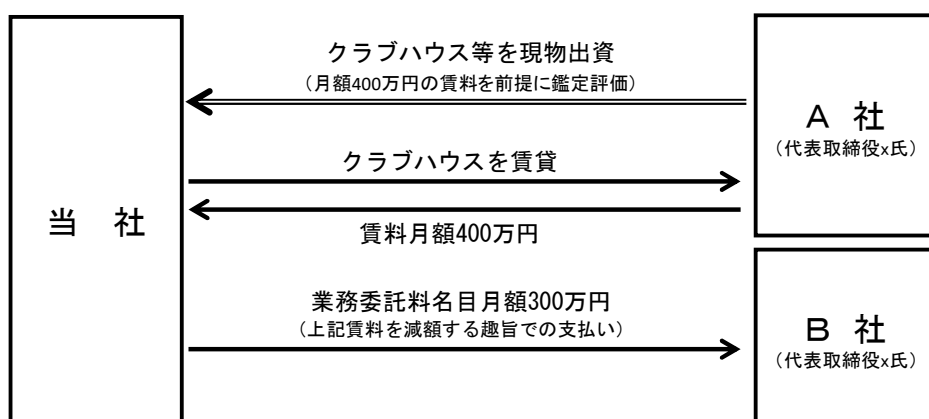 クラブハウス等を現物出資
（月額400万円の賃料を前提に鑑定評価）
A 社
（代表取締役x氏）
クラブハウスを賃貸
当 社
賃料月額400万円
業務委託料名目月額300万円
（上記賃料を減額する趣旨での支払い）
B 社
（代表取締役x氏）